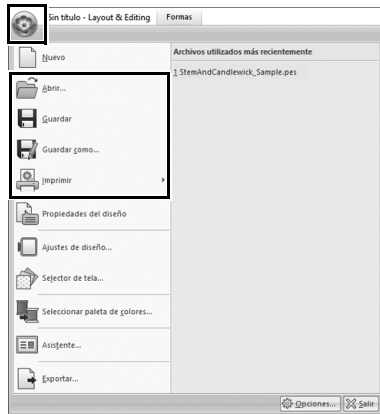 Sin título - Layout & Editing
Formas
Nuevo
Archivos utilizados más recientemente
1 StemAndCandlewick_Sample.pes
Abrir...
Guardar
Guardar como...
Imprimir
Propiedades del diseño
Ajustes de diseño...
Selector de tela...
Seleccionar paleta de colores...
Asistente...
Exportar...
Opciones...
Salir